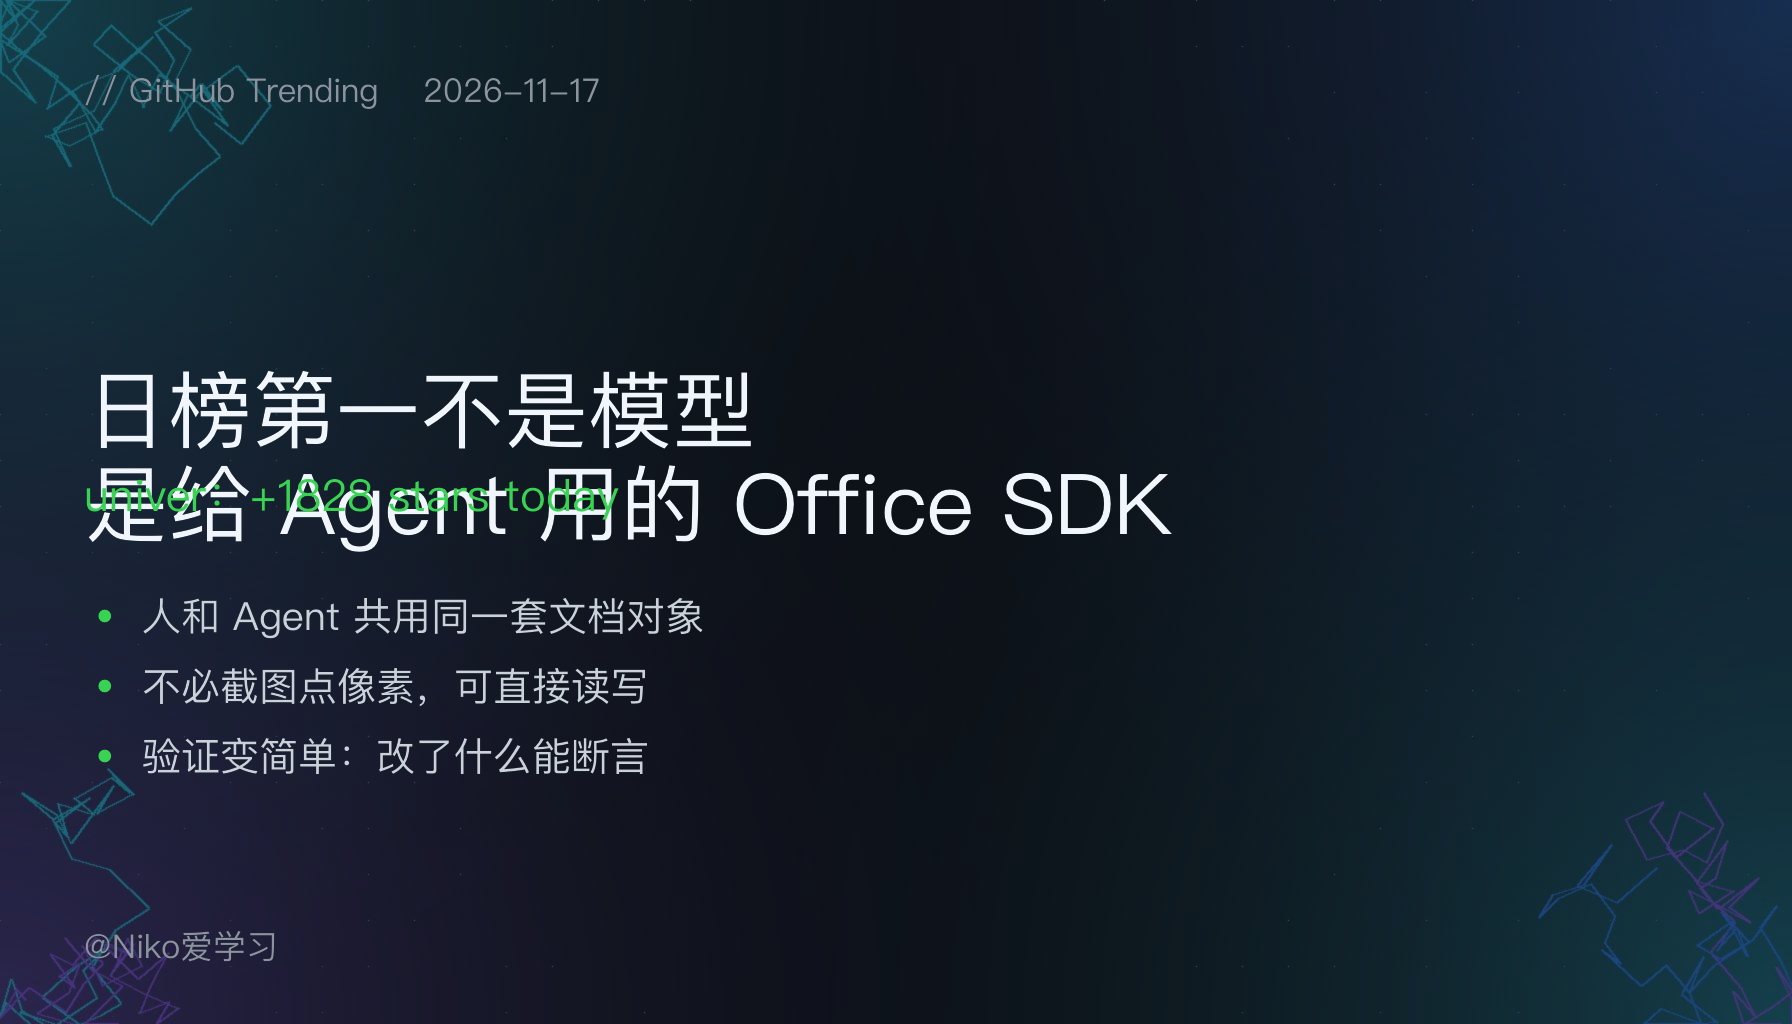 // GitHub Trending 2026-11-17
日榜第一不是模型
是给 Agent 用的 Office SDK
univer: +1828 stars today
• 人和 Agent 共用同一套文档对象
• 不必截图点像素，可直接读写
• 验证变简单：改了什么能断言
@Niko爱学习